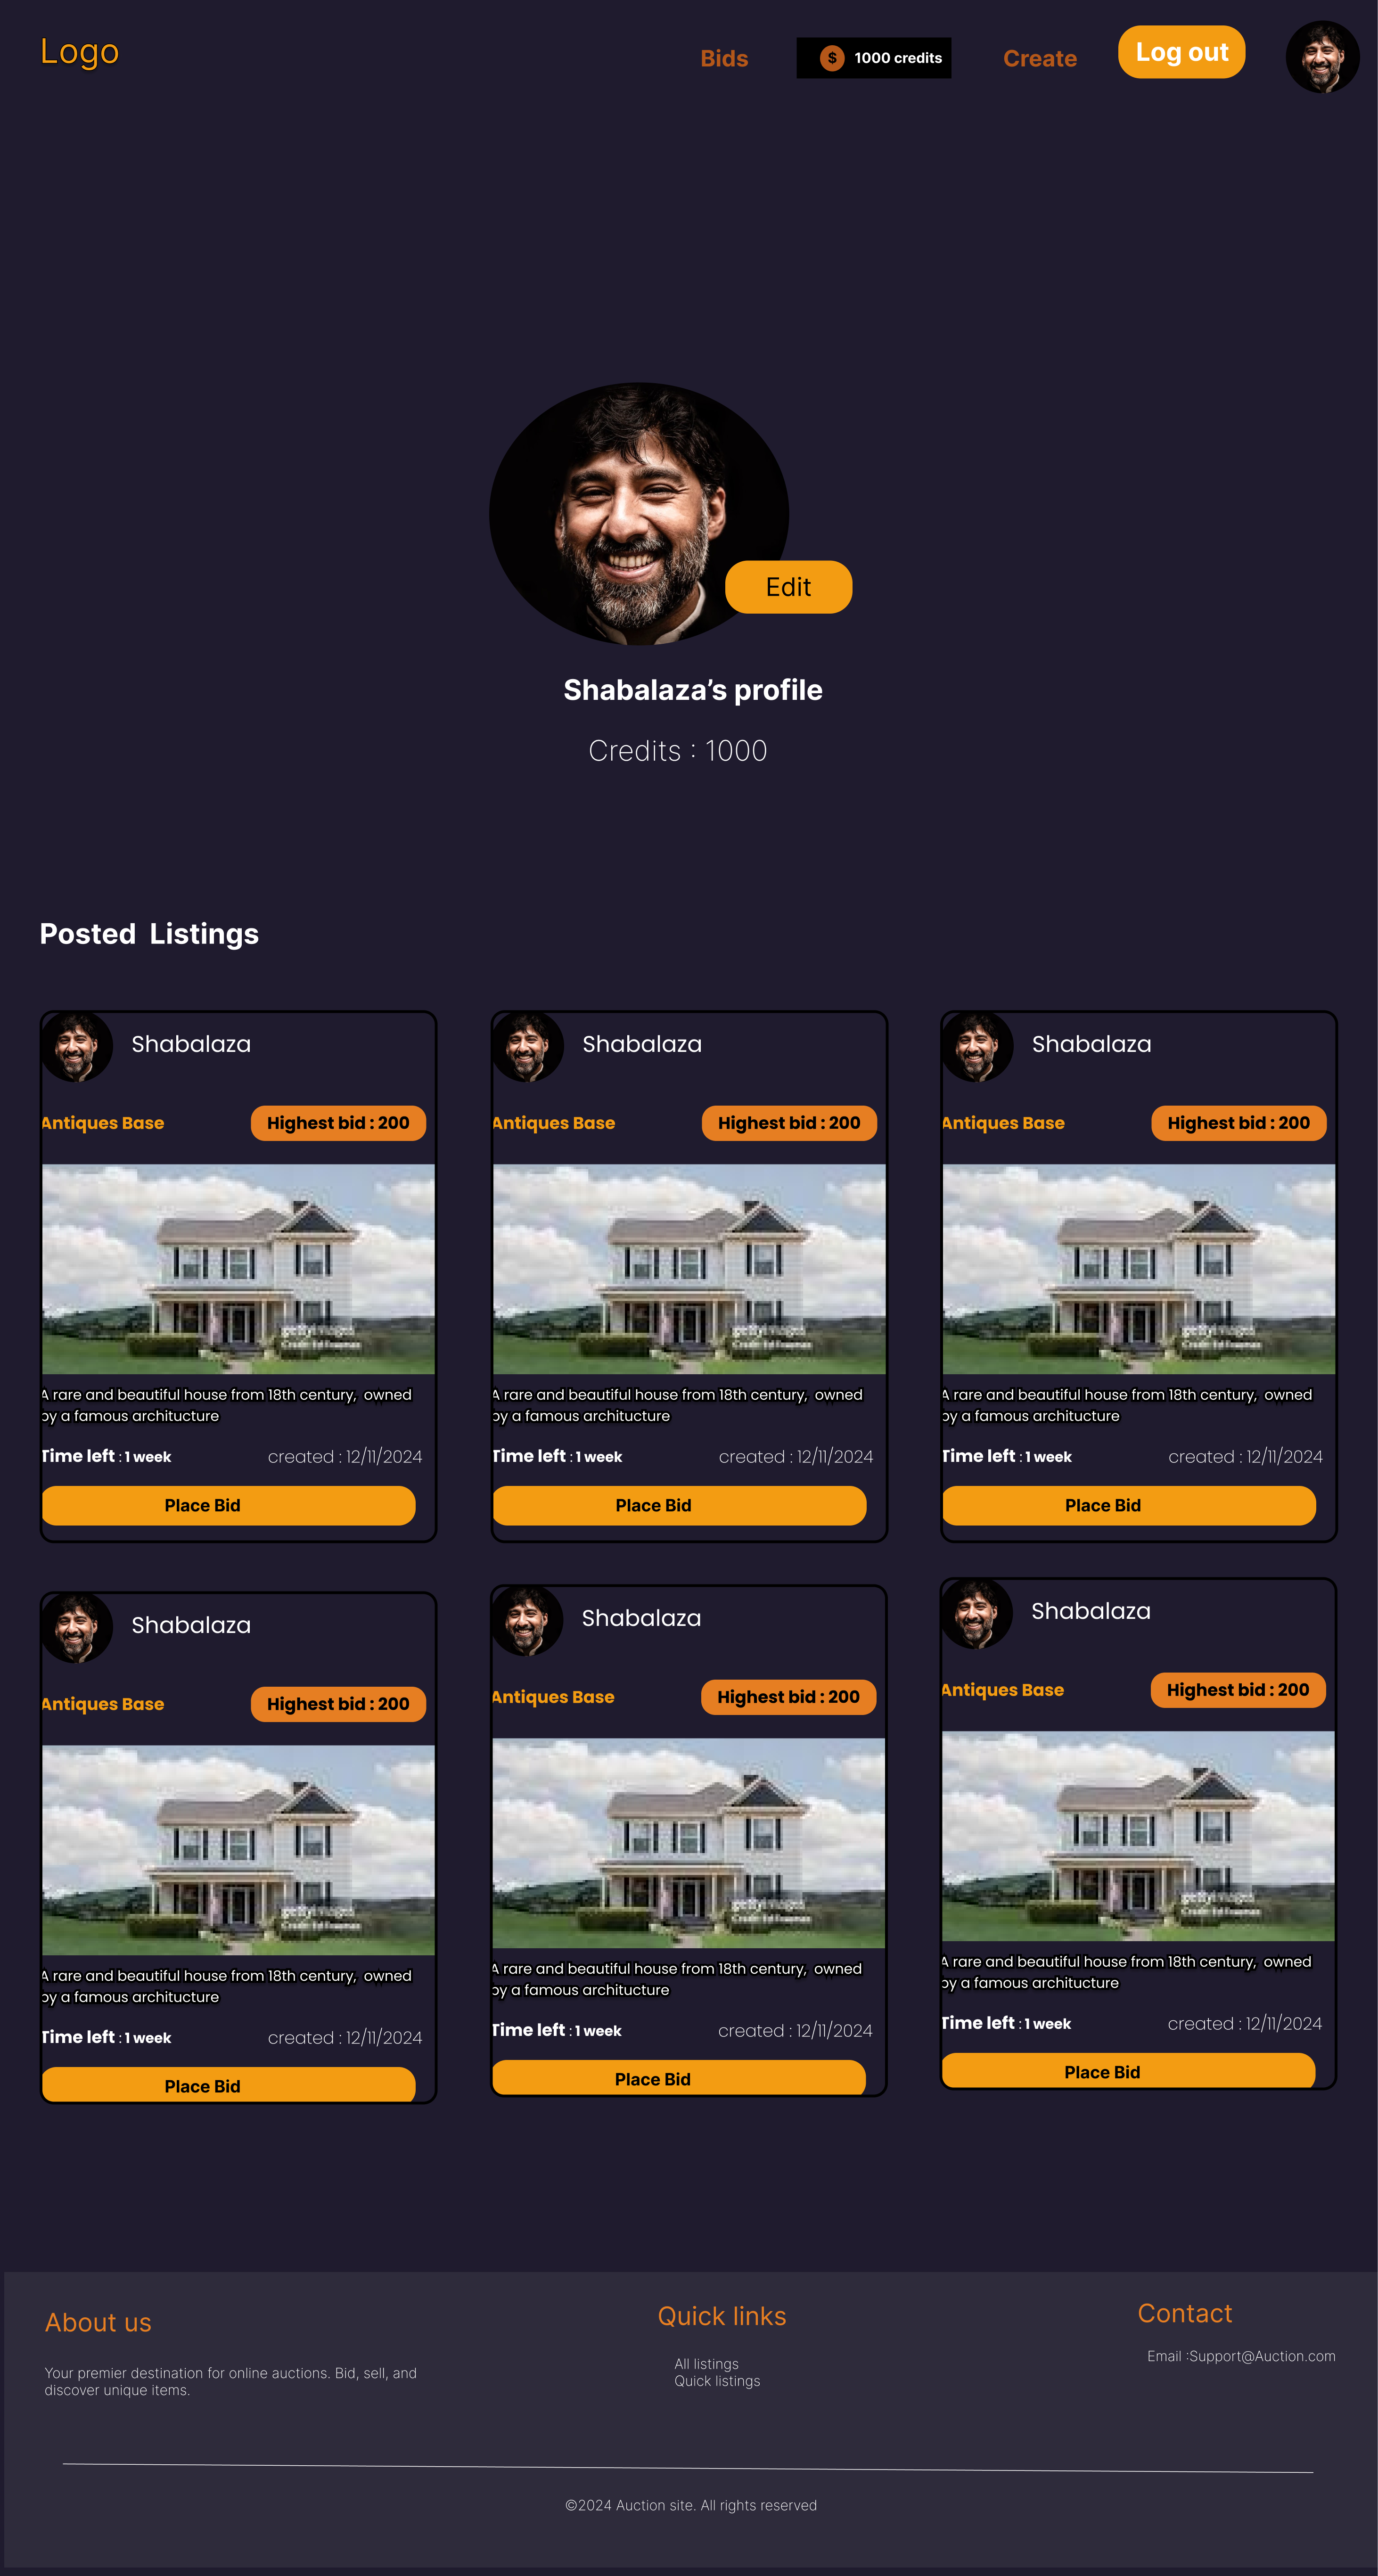 Logo
Bids
$ 1000 credits
Create
Log out
Edit
Shabalaza’s profile
Credits : 1000
Posted Listings
Shabalaza
Antiques Base
Highest bid : 200
gettyimages
A rare and beautiful house from 18th century, owned
by a famous architucture
Time left : 1 week
created : 12/11/2024
Place Bid
Shabalaza
Antiques Base
Highest bid : 200
gettyimages
A rare and beautiful house from 18th century, owned
by a famous architucture
Time left : 1 week
created : 12/11/2024
Place Bid
Shabalaza
Antiques Base
Highest bid : 200
gettyimages
A rare and beautiful house from 18th century, owned
by a famous architucture
Time left : 1 week
created : 12/11/2024
Place Bid
Shabalaza
Antiques Base
Highest bid : 200
gettyimages
A rare and beautiful house from 18th century, owned
by a famous architucture
Time left : 1 week
created : 12/11/2024
Place Bid
Shabalaza
Antiques Base
Highest bid : 200
gettyimages
A rare and beautiful house from 18th century, owned
by a famous architucture
Time left : 1 week
created : 12/11/2024
Place Bid
Shabalaza
Antiques Base
Highest bid : 200
gettyimages
A rare and beautiful house from 18th century, owned
by a famous architucture
Time left : 1 week
created : 12/11/2024
Place Bid
About us
Your premier destination for online auctions. Bid, sell, and
discover unique items.
Quick links
All listings
Quick listings
Contact
Email :Support@Auction.com
©2024 Auction site. All rights reserved